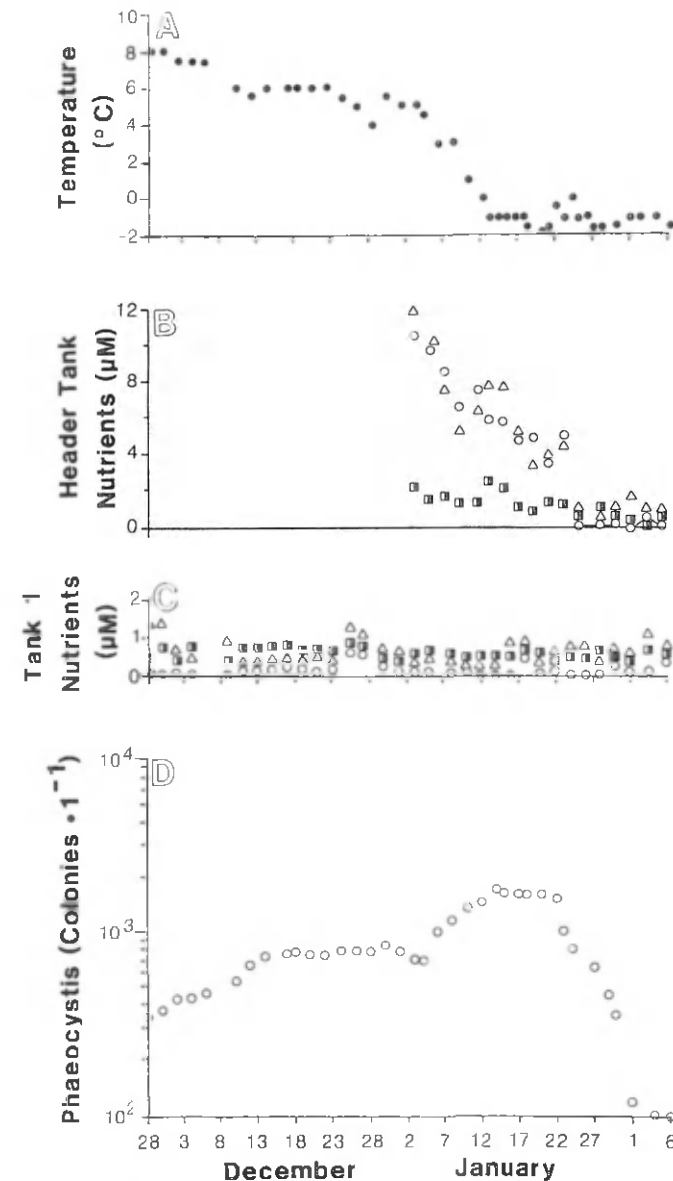 A
Temperature
(°C)
10
8
6
4
2
0
-2
B
Header Tank
Nutrients (μM)
12
8
4
0
C
Tank 1
Nutrients
(μM)
2
1
0
D
Phaeocystis (Colonies • 1⁻¹)
10⁴
10³
10²
28 3 8 13 18 23 28 2 7 12 17 22 27 1 6
December January